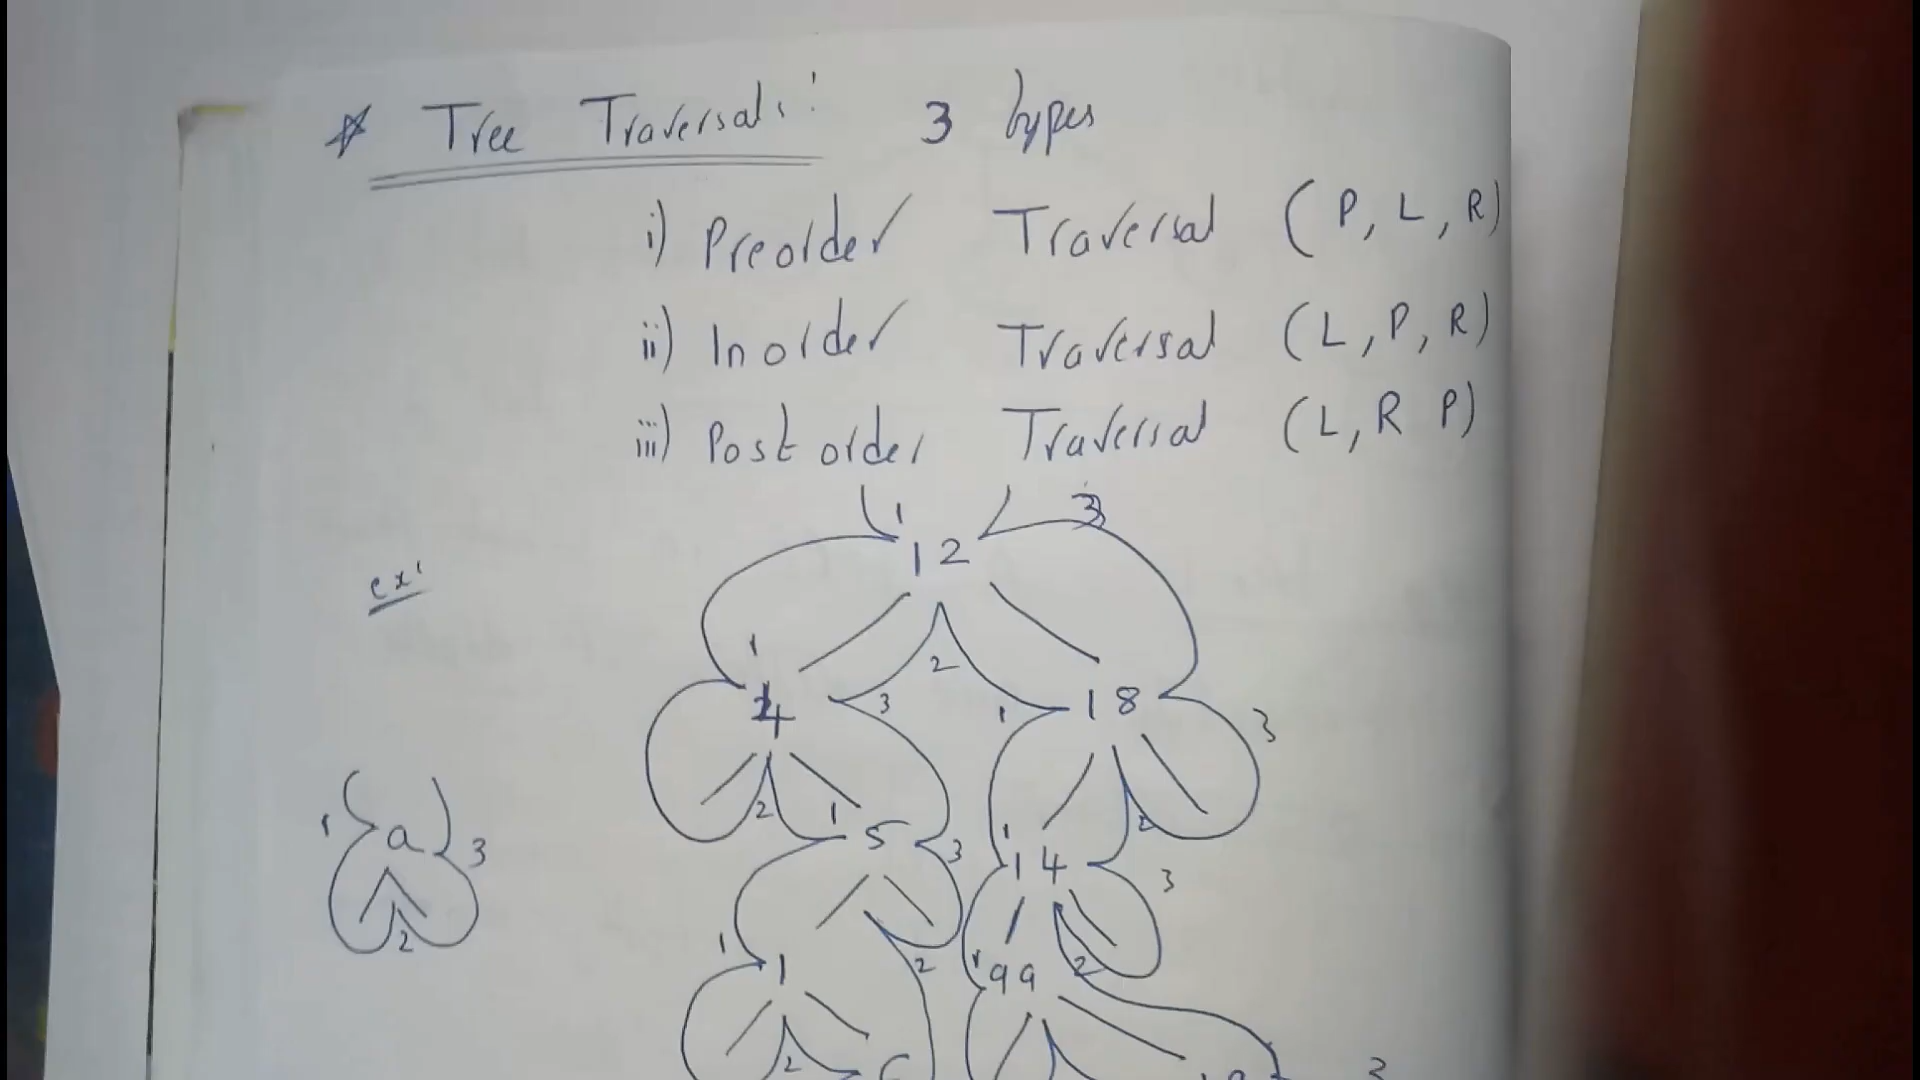 ☆ Tree Traversals: 3 types
i) Preorder Traversal (P, L, R)
ii) Inorder Traversal (L, P, R)
iii) Post order Traversal (L, R P)
1 3
12
ex:
1 2
4 3 1 18 3
2 1 2
1 a 3 5 3 1 14 3
2
1 1 2 1 99 2
2 3